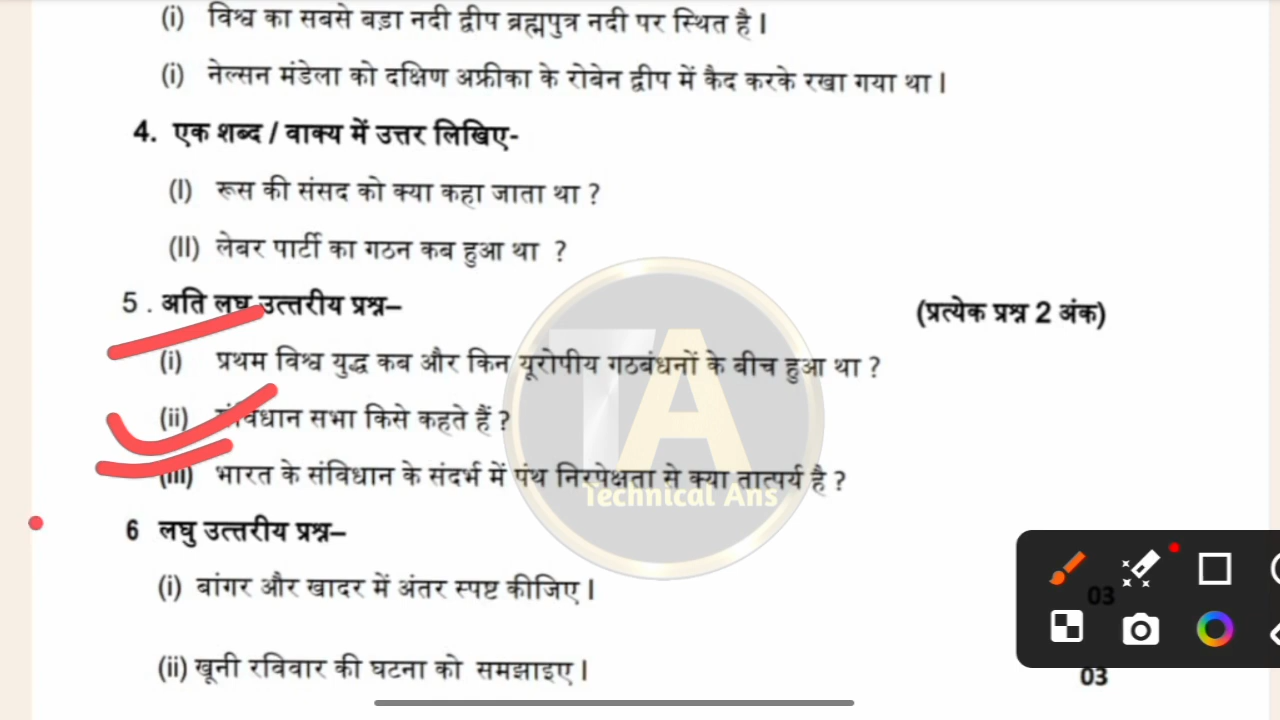 (i) विश्व का सबसे बड़ा नदी द्वीप ब्रह्मपुत्र नदी पर स्थित है।
(i) नेल्सन मंडेला को दक्षिण अफ्रीका के रोबेन द्वीप में कैद करके रखा गया था।
4. एक शब्द / वाक्य में उत्तर लिखिए-
(I) रूस की संसद को क्या कहा जाता था ?
(II) लेबर पार्टी का गठन कब हुआ था ?
5 . अति लघु उत्तरीय प्रश्न– (प्रत्येक प्रश्न 2 अंक)
(i) प्रथम विश्व युद्ध कब और किन यूरोपीय गठबंधनों के बीच हुआ था ?
(ii) संविधान सभा किसे कहते हैं ?
(iii) भारत के संविधान के संदर्भ में पंथ निरपेक्षता से क्या तात्पर्य है ?
TA
Technical Ans
6 लघु उत्तरीय प्रश्न–
(i) बांगर और खादर में अंतर स्पष्ट कीजिए। 03
(ii) खूनी रविवार की घटना को समझाइए। 03